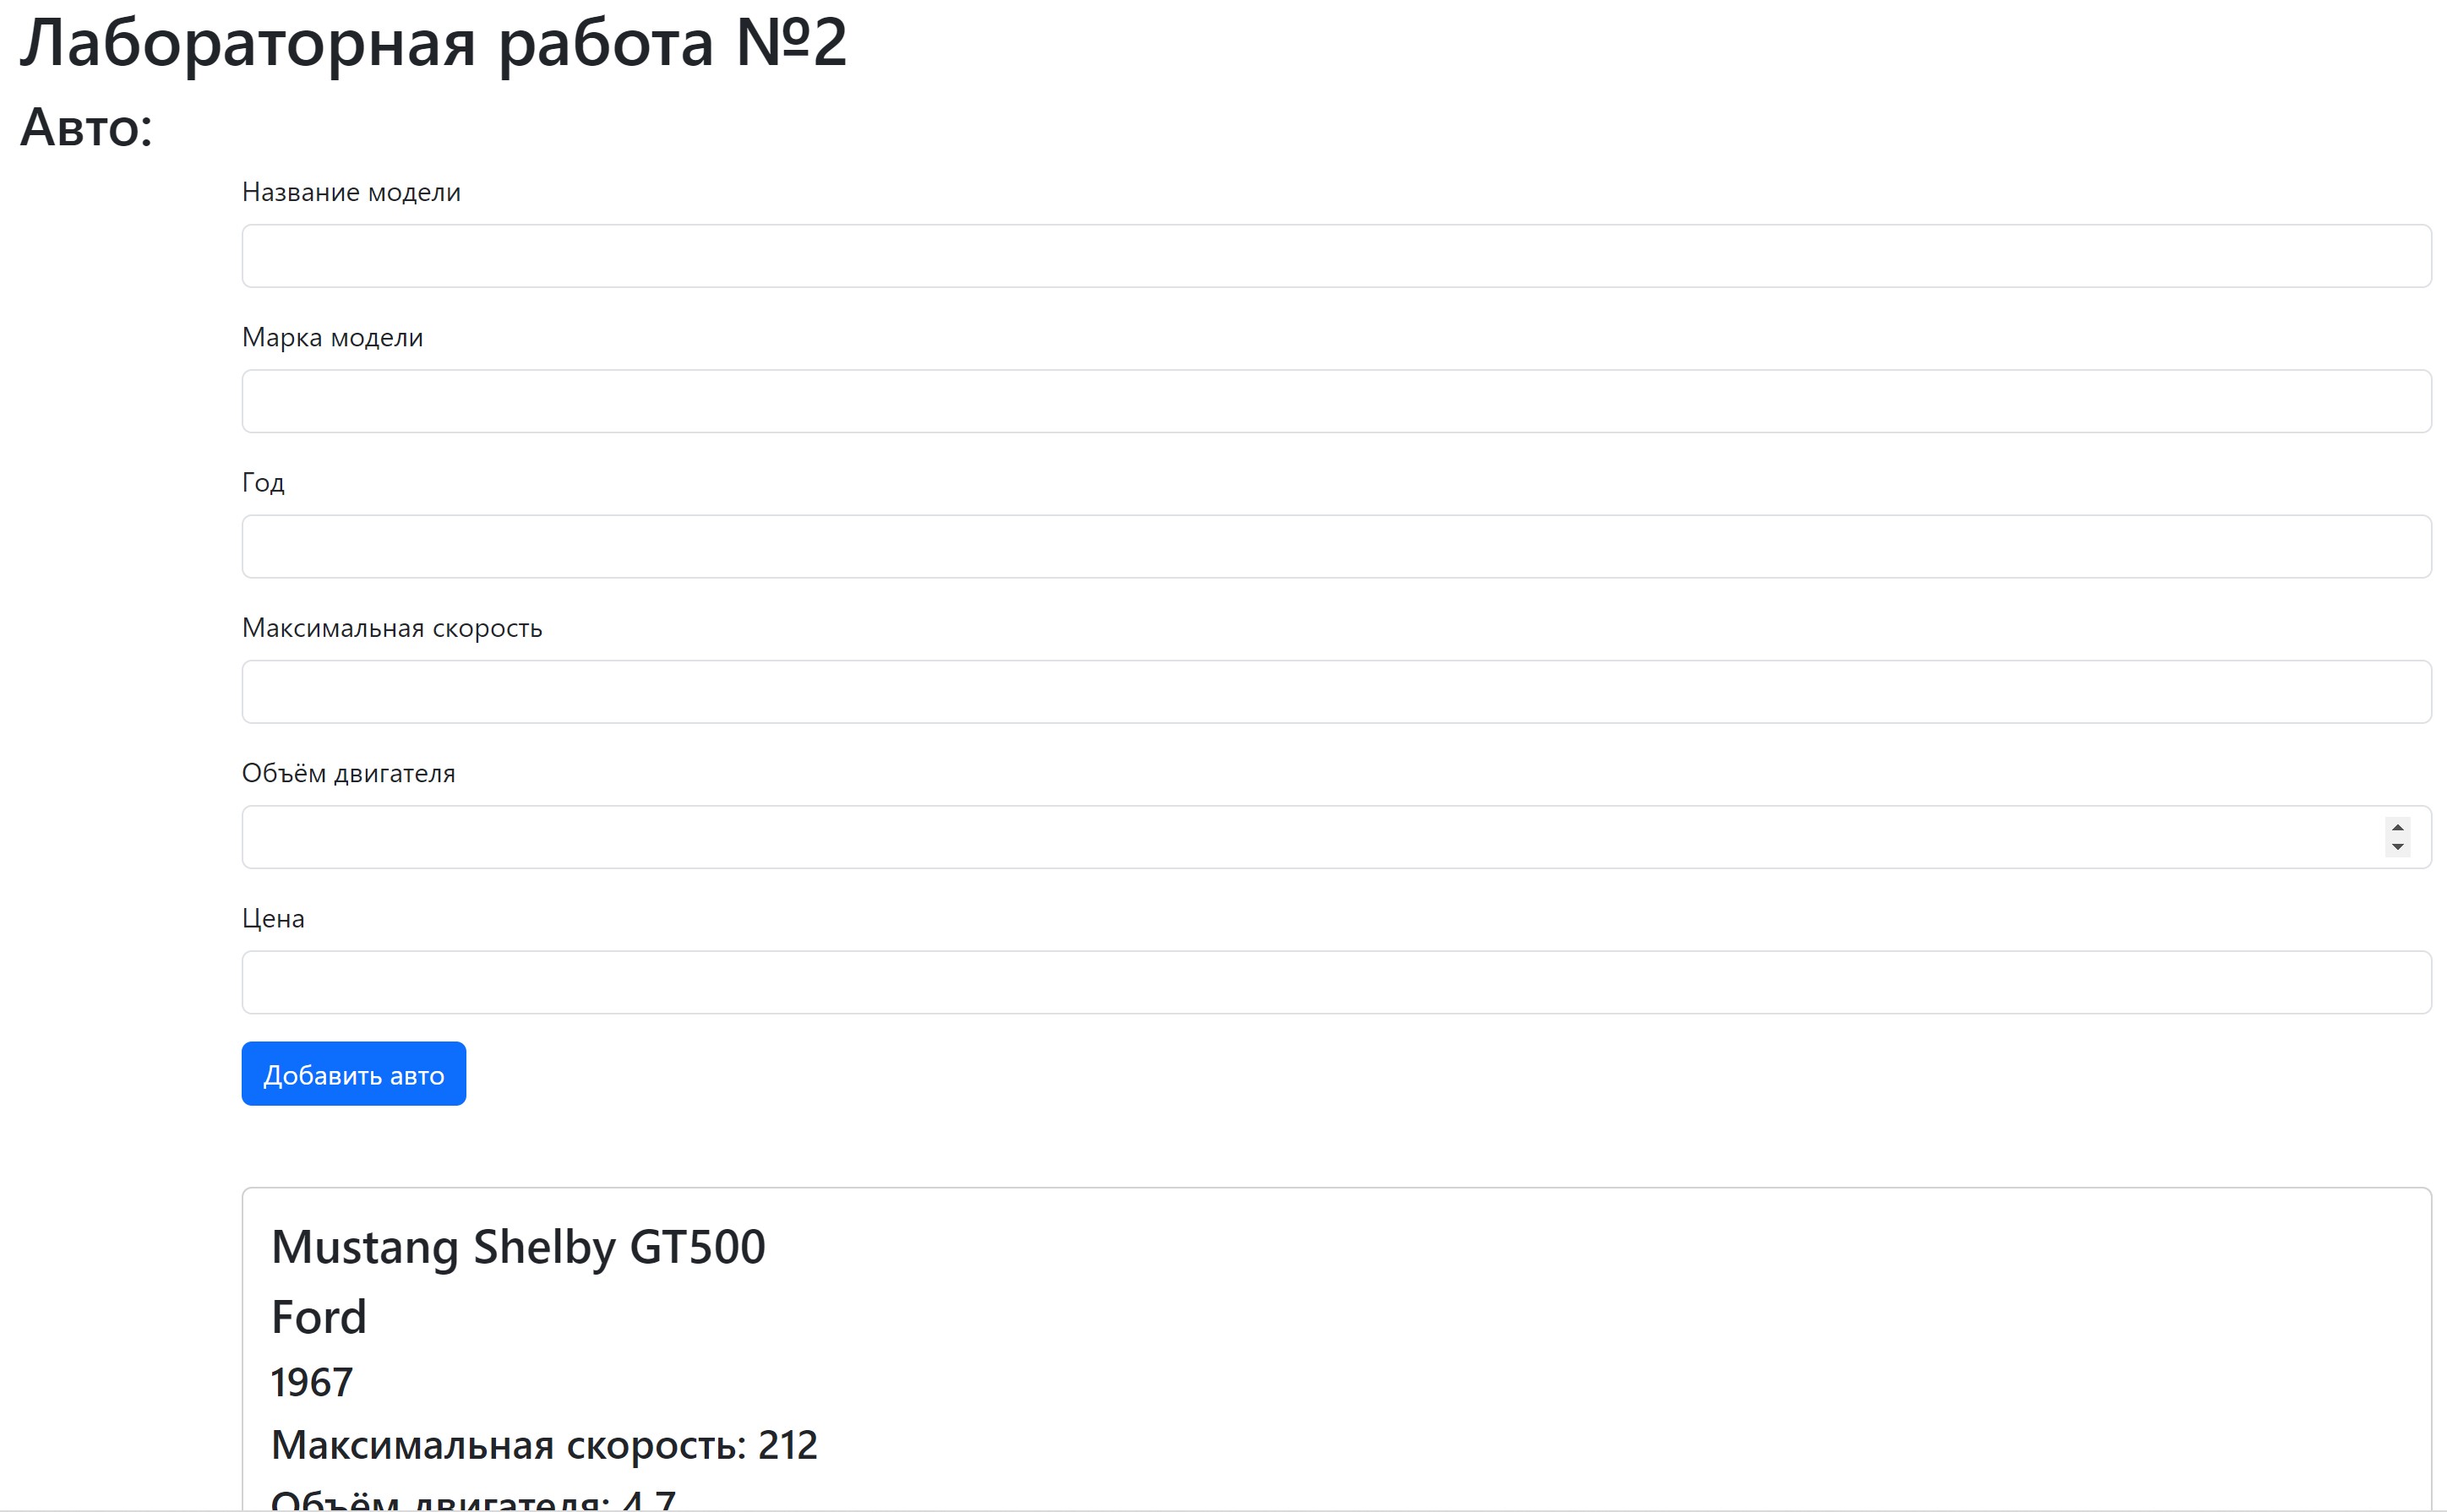 Лабораторная работа №2
Авто:
Название модели
Марка модели
Год
Максимальная скорость
Объём двигателя
Цена
Добавить авто
Mustang Shelby GT500
Ford
1967
Максимальная скорость: 212
Объём двигателя: 4.7